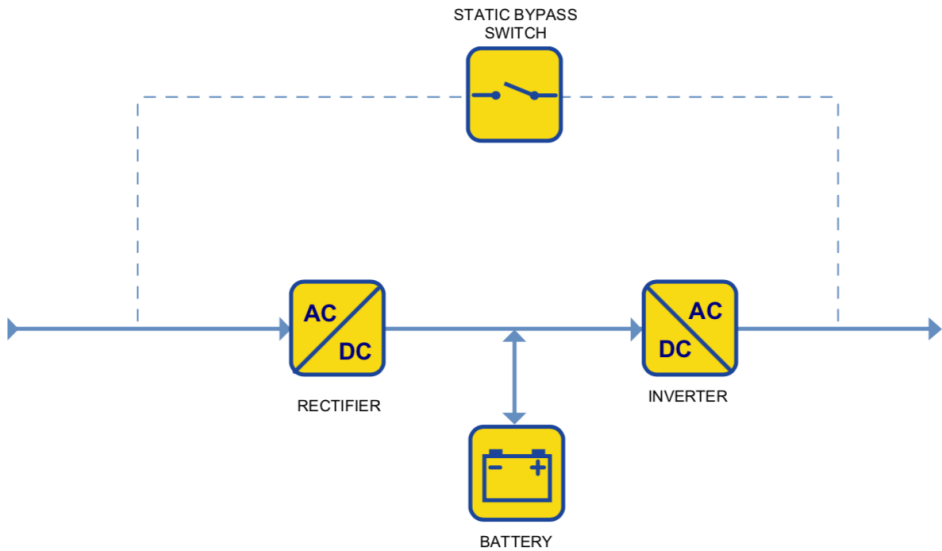 STATIC BYPASS
SWITCH
AC
DC
RECTIFIER
AC
DC
INVERTER
- +
BATTERY